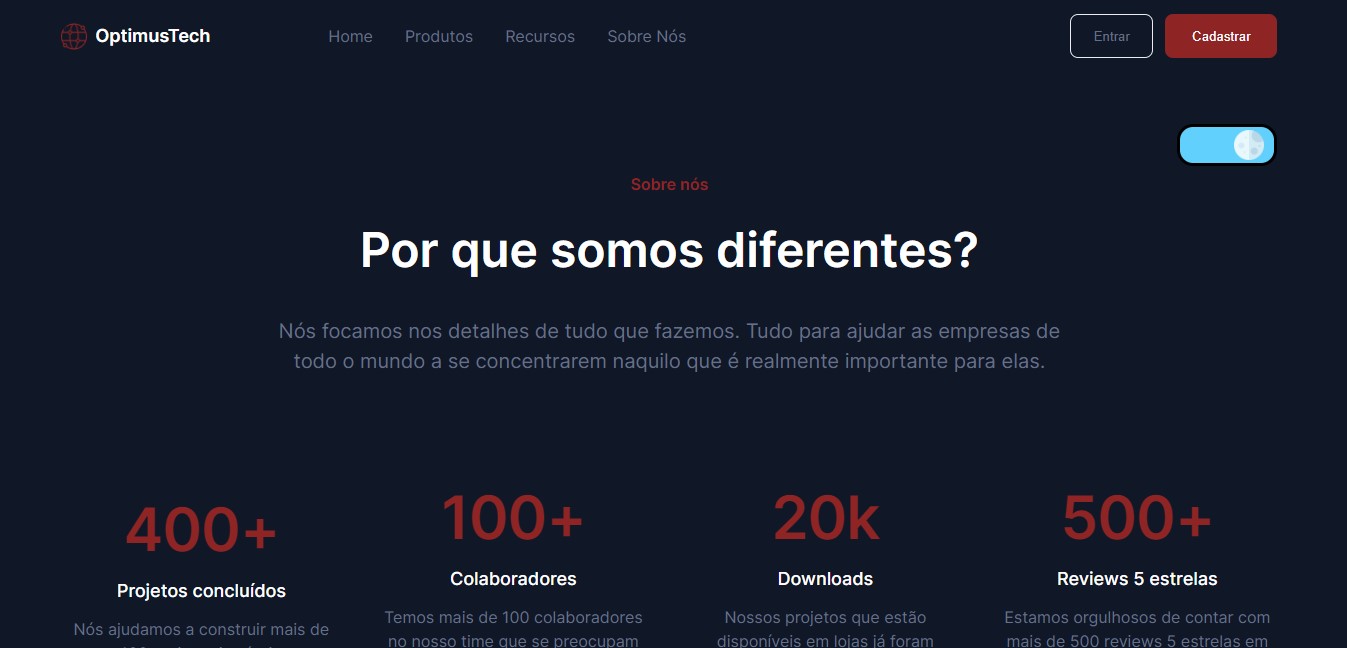 OptimusTech
Home
Produtos
Recursos
Sobre Nós
Entrar
Cadastrar
Sobre nós
Por que somos diferentes?
Nós focamos nos detalhes de tudo que fazemos. Tudo para ajudar as empresas de
todo o mundo a se concentrarem naquilo que é realmente importante para elas.
400+
Projetos concluídos
Nós ajudamos a construir mais de
100+
Colaboradores
Temos mais de 100 colaboradores
no nosso time que se preocupam
20k
Downloads
Nossos projetos que estão
disponíveis em lojas já foram
500+
Reviews 5 estrelas
Estamos orgulhosos de contar com
mais de 500 reviews 5 estrelas em